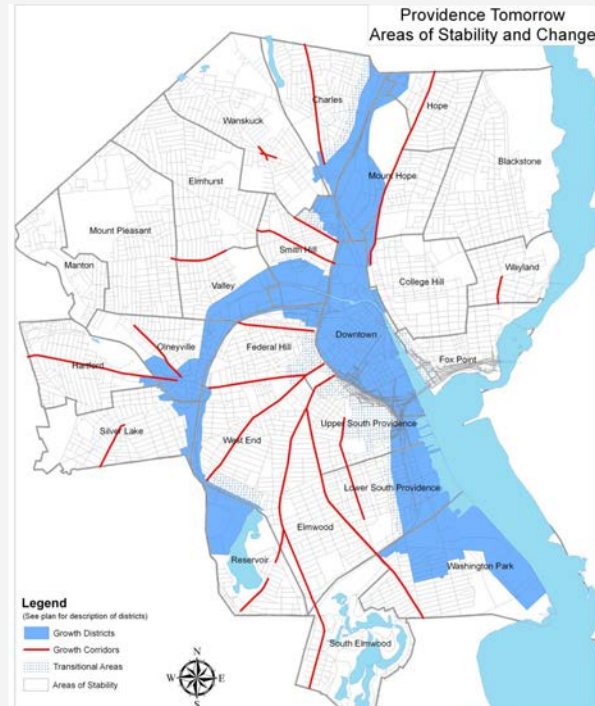 Providence Tomorrow
Areas of Stability and Change
Charles
Hope
Wanskuck
Blackstone
Elmhurst
Mount Hope
Mount Pleasant
Smith Hill
Manton
College Hill
Wayland
Valley
Downtown
Olneyville
Federal Hill
Fox Point
Hartford
Upper South Providence
Silver Lake
West End
Lower South Providence
Elmwood
Reservoir
Washington Park
South Elmwood
Legend
(See plan for description of districts)
Growth Districts
Growth Corridors
Transitional Areas
Areas of Stability
N
W E
S